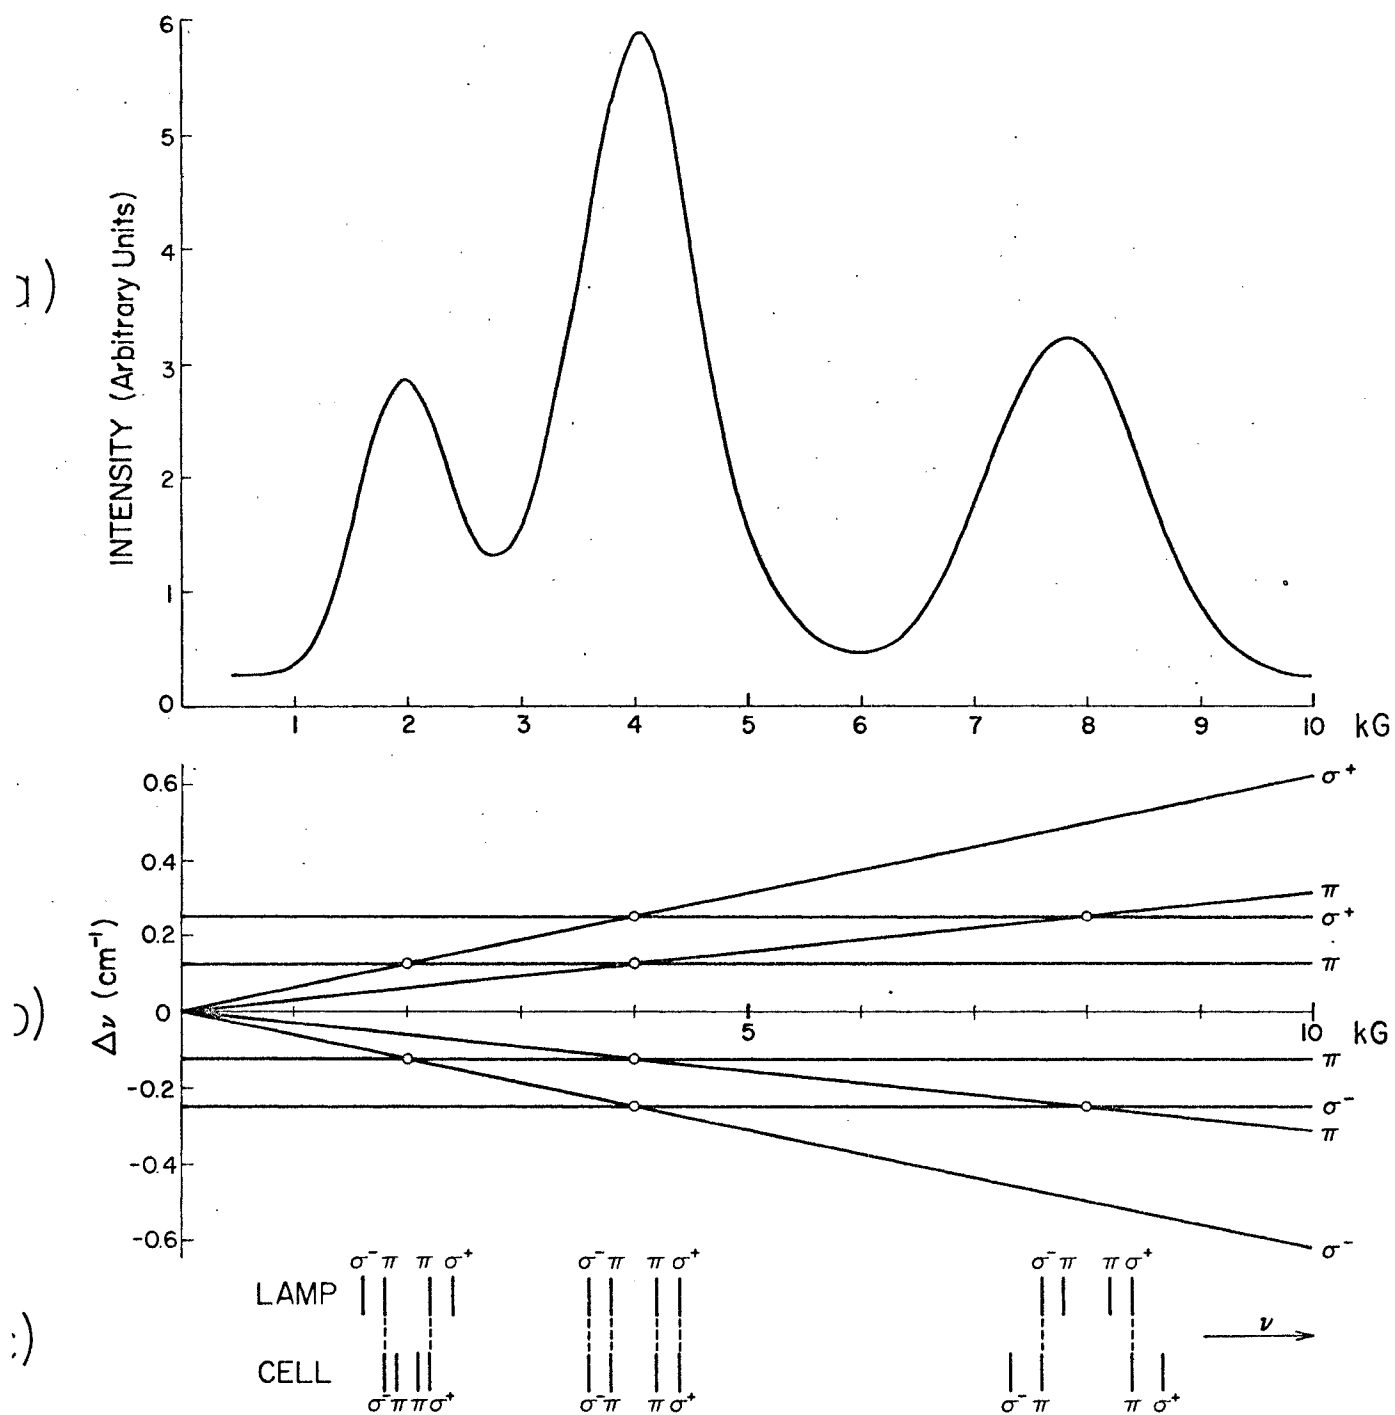 6
5
4
3
2
1
0
INTENSITY (Arbitrary Units)
1 2 3 4 5 6 7 8 9 10 kG
0.6
0.4
0.2
0
-0.2
-0.4
-0.6
Δν (cm⁻¹)
5 10 kG
σ⁺
π
σ⁺
π
π
σ⁻
π
σ⁻
σ⁻ π π σ⁺ σ⁻ π π σ⁺ σ⁻ π π σ⁺
LAMP
ν
CELL
σ⁻ π π σ⁺ σ⁻ π π σ⁺ σ⁻ π π σ⁺